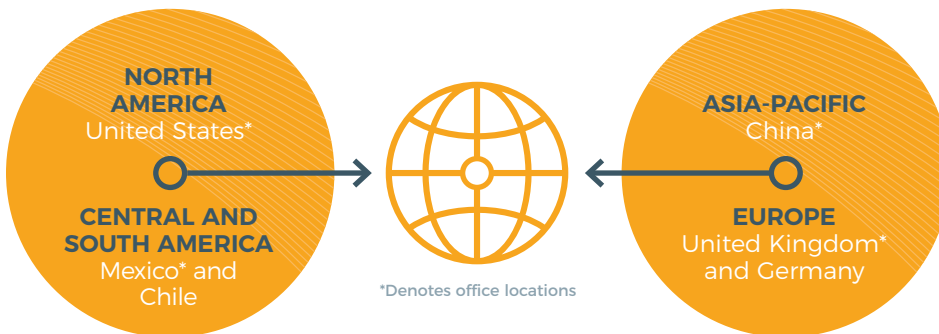 NORTH
AMERICA
United States*
CENTRAL AND
SOUTH AMERICA
Mexico* and
Chile
*Denotes office locations
ASIA-PACIFIC
China*
EUROPE
United Kingdom*
and Germany